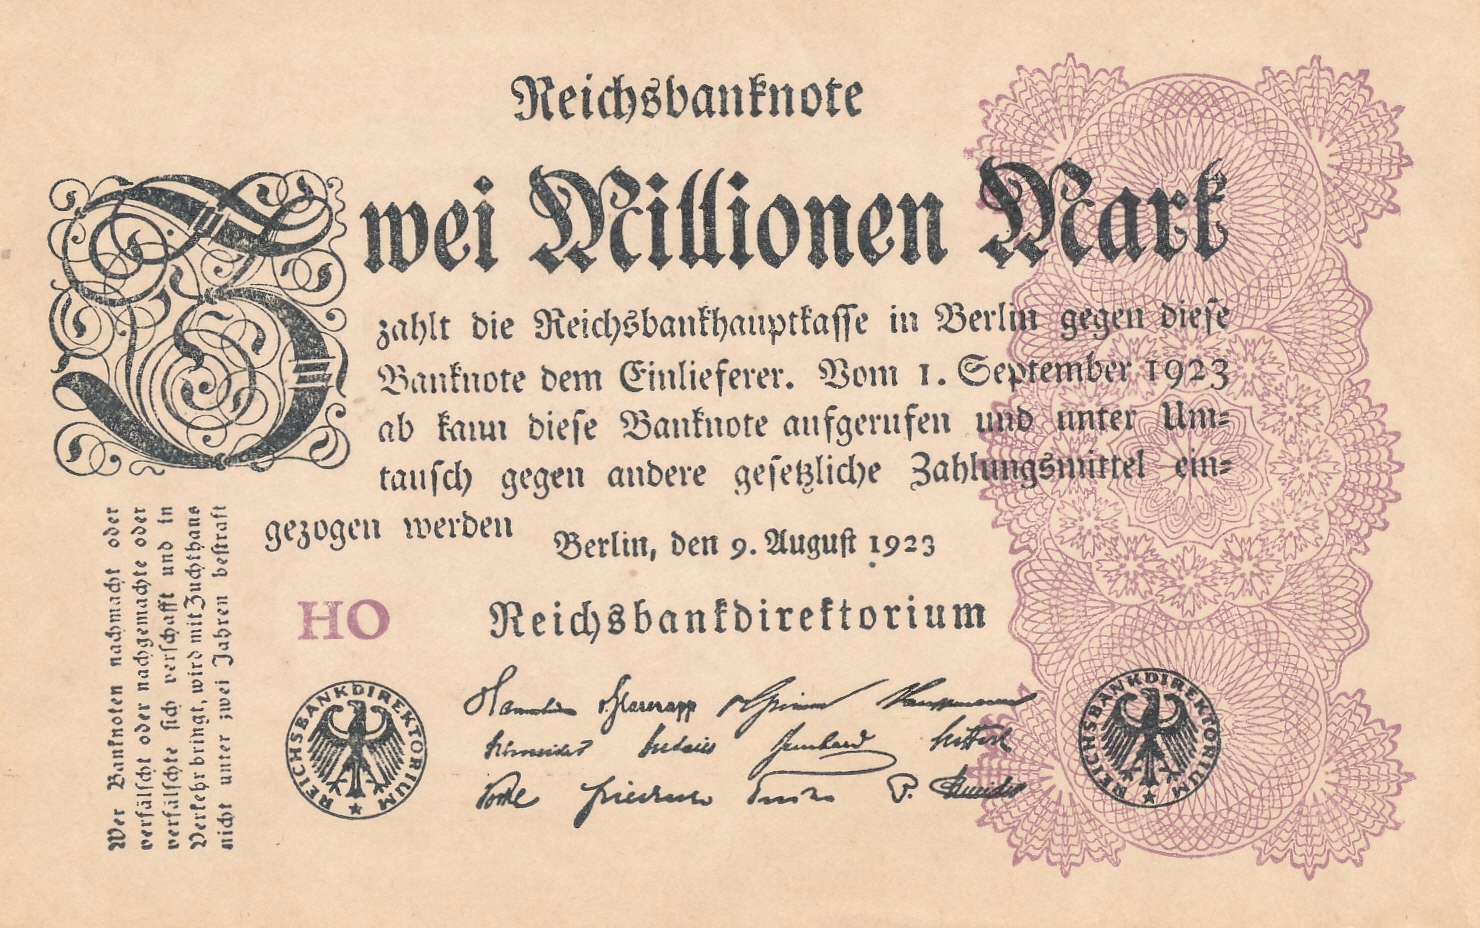 Reichsbanknote
Zwei Millionen Mark
zahlt die Reichsbankhauptkasse in Berlin gegen diese
Banknote dem Einlieferer. Vom 1. September 1923
ab kann diese Banknote aufgerufen und unter Um=
tausch gegen andere gesetzliche Zahlungsmittel ein=
gezogen werden
Berlin, den 9. August 1923
HO
Reichsbankdirektorium
REICHSBANKDIREKTORIUM
REICHSBANKDIREKTORIUM
Wer Banknoten nachmacht oder
verfälscht oder nachgemachte oder
verfälschte sich verschafft und in
Verkehr bringt, wird mit Zuchthaus
nicht unter zwei Jahren bestraft